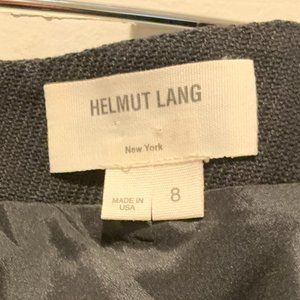 HELMUT LANG
New York
MADE IN
USA
8